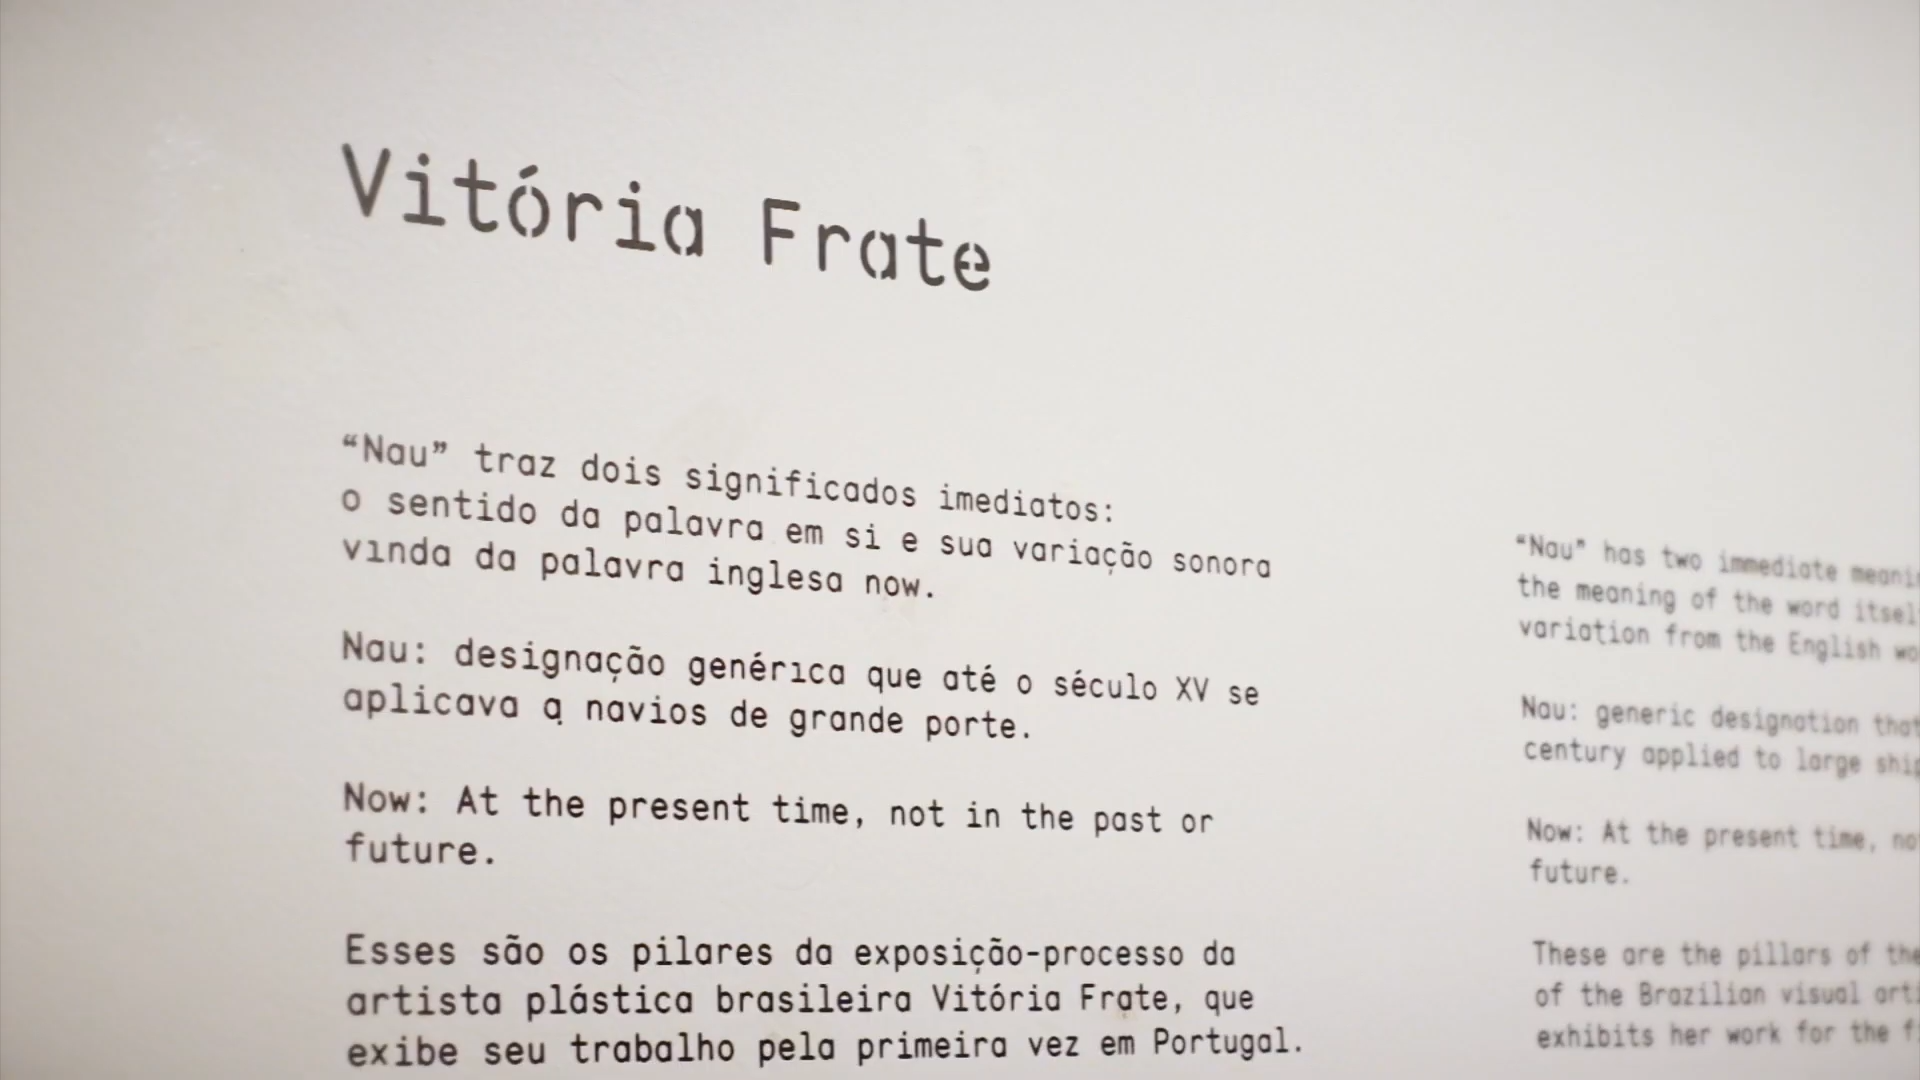 Vitória Frate
“Nau” traz dois significados imediatos:
o sentido da palavra em si e sua variação sonora
vinda da palavra inglesa now.
Nau: designação genérica que até o século XV se
aplicava a navios de grande porte.
Now: At the present time, not in the past or
future.
Esses são os pilares da exposição-processo da
artista plástica brasileira Vitória Frate, que
exibe seu trabalho pela primeira vez em Portugal.
“Nau” has two immediate
the meaning of the word
variation from the English
Nau: generic designation that
century applied to large
Now: At the present time,
future.
These are the pillars of the
of the Brazilian visual
exhibits her work for the